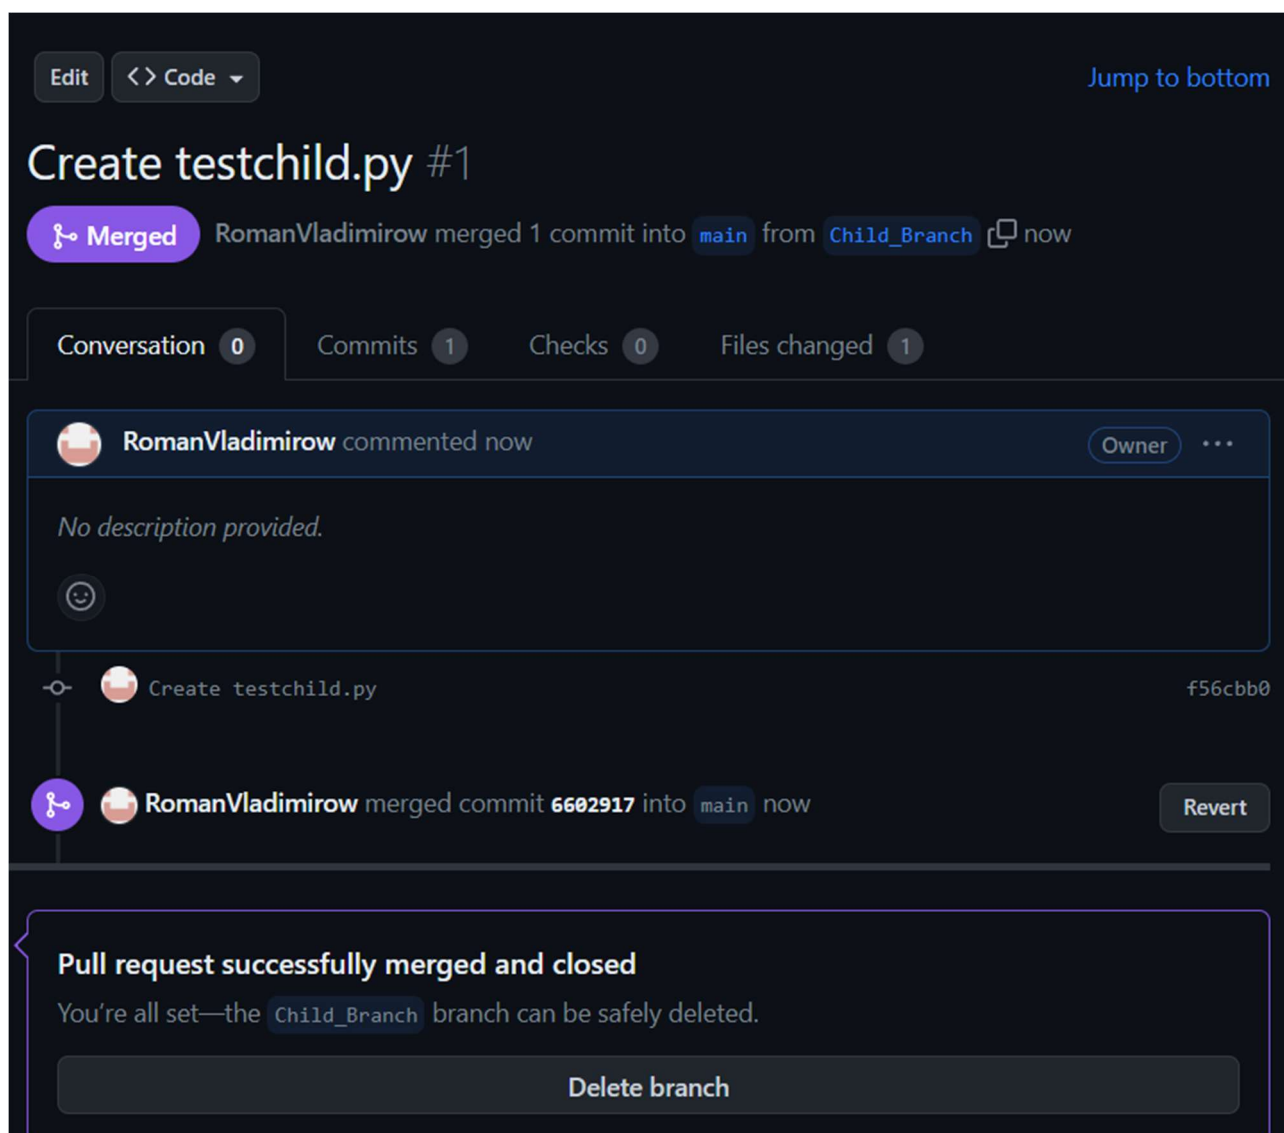 Edit <> Code Jump to bottom
Create testchild.py #1
Merged RomanVladimirow merged 1 commit into main from Child_Branch now
Conversation 0 Commits 1 Checks 0 Files changed 1
RomanVladimirow commented now Owner ...
No description provided.
Create testchild.py f56cbb0
RomanVladimirow merged commit 6602917 into main now Revert
Pull request successfully merged and closed
You’re all set—the Child_Branch branch can be safely deleted.
Delete branch